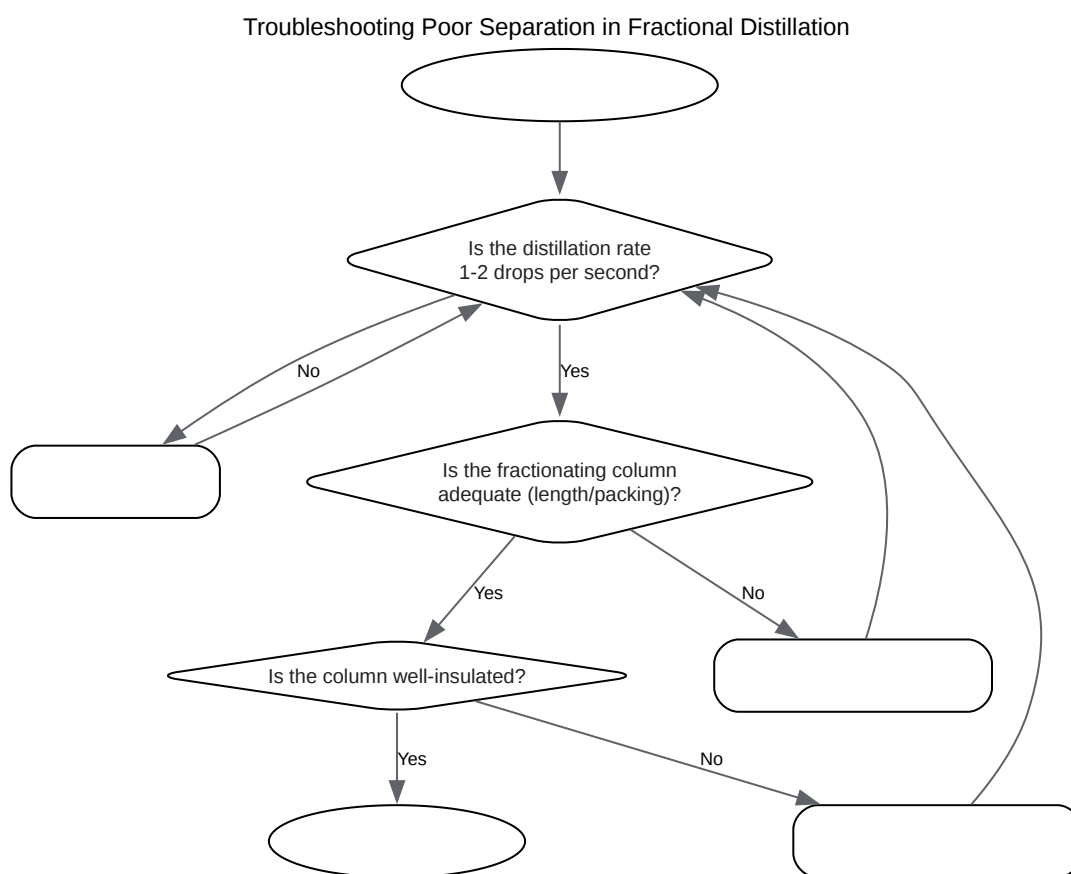 Troubleshooting Poor Separation in Fractional Distillation
Is the distillation rate
1-2 drops per second?
No
Yes
Is the fractionating column
adequate (length/packing)?
Yes
No
Is the column well-insulated?
Yes
No